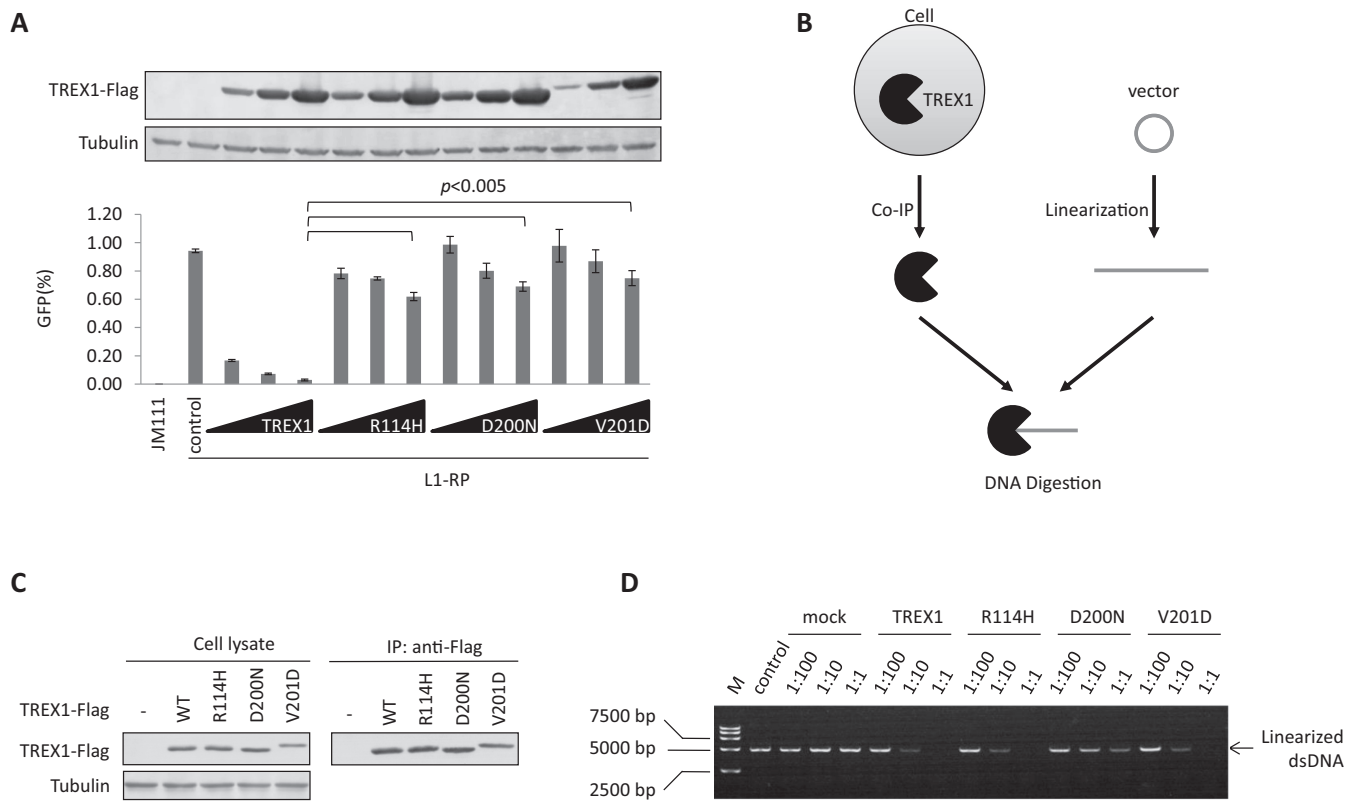 A
TREX1-Flag
Tubulin
p<0.005
GFP(%)
1.20
1.00
0.80
0.60
0.40
0.20
0.00
JM111
control
TREX1
R114H
D200N
V201D
L1-RP
B
Cell
TREX1
vector
Co-IP
Linearization
DNA Digestion
C
Cell lysate
IP: anti-Flag
TREX1-Flag
- WT R114H D200N V201D
- WT R114H D200N V201D
TREX1-Flag
Tubulin
D
mock TREX1 R114H D200N V201D
M control 1:100 1:10 1:1 1:100 1:10 1:1 1:100 1:10 1:1 1:100 1:10 1:1 1:100 1:10 1:1
7500 bp
5000 bp
2500 bp
Linearized
dsDNA